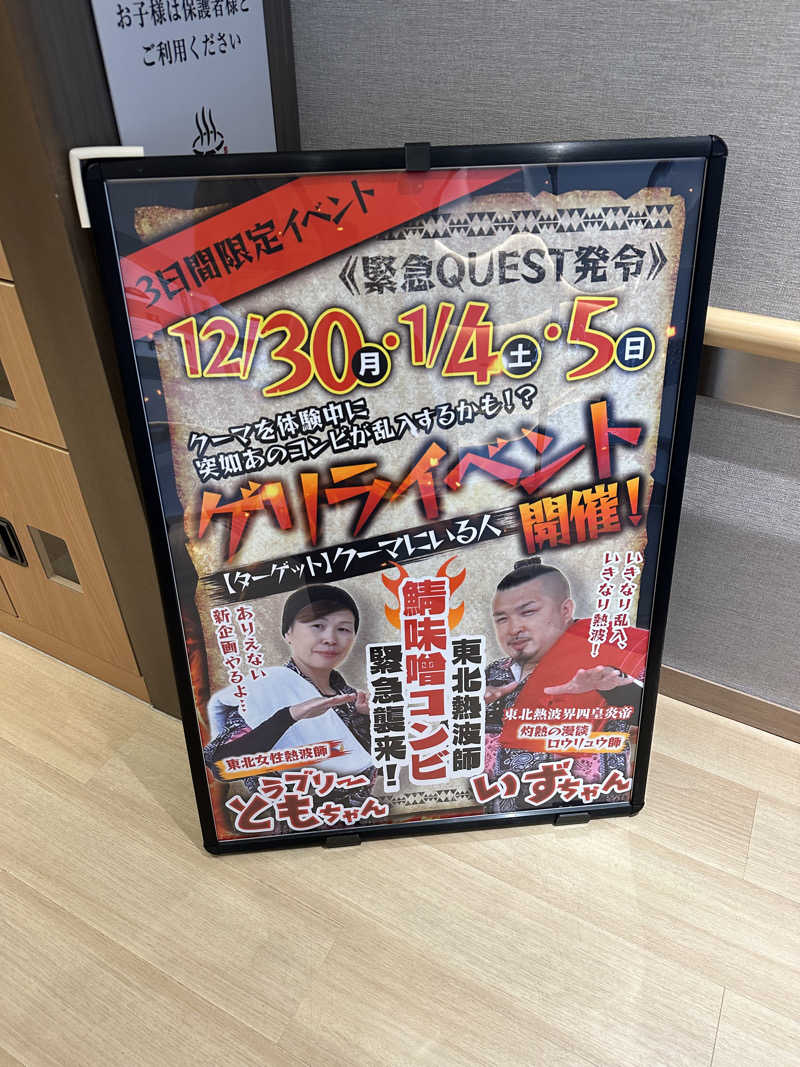 お子様は保護者様と
ご利用ください
3日間限定イベント
《緊急QUEST発令》
12/30月・1/4土・5日
クーマを体験中に
突如あのコンビが乱入するかも!?
ゲリライベント
開催!
【ターゲット】クーマにいる人
ありえない
新企画やるよ…
東北熱波師
鯖味噌コンビ
緊急襲来!
いきなり乱入、
いきなり熱波!
東北女性熱波師
ラブリー
ともちゃん
東北熱波界四皇炎帝
灼熱の漫談
ロウリュウ師
いずちゃん